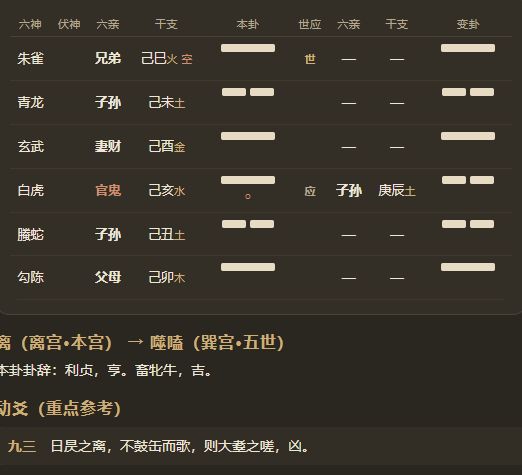 六神 伏神 六亲 干支 本卦 世应 六亲 干支 变卦
朱雀 兄弟 己巳火 空 世 — —
青龙 子孙 己未土 — —
玄武 妻财 己酉金 — —
白虎 官鬼 己亥水 ○ 应 子孙 庚辰土
螣蛇 子孙 己丑土 — —
勾陈 父母 己卯木 — —
离（离宫•本宫） → 噬嗑（巽宫•五世）
本卦卦辞：利贞，亨。畜牝牛，吉。
动爻（重点参考）
九三 日昃之离，不鼓缶而歌，则大耋之嗟，凶。